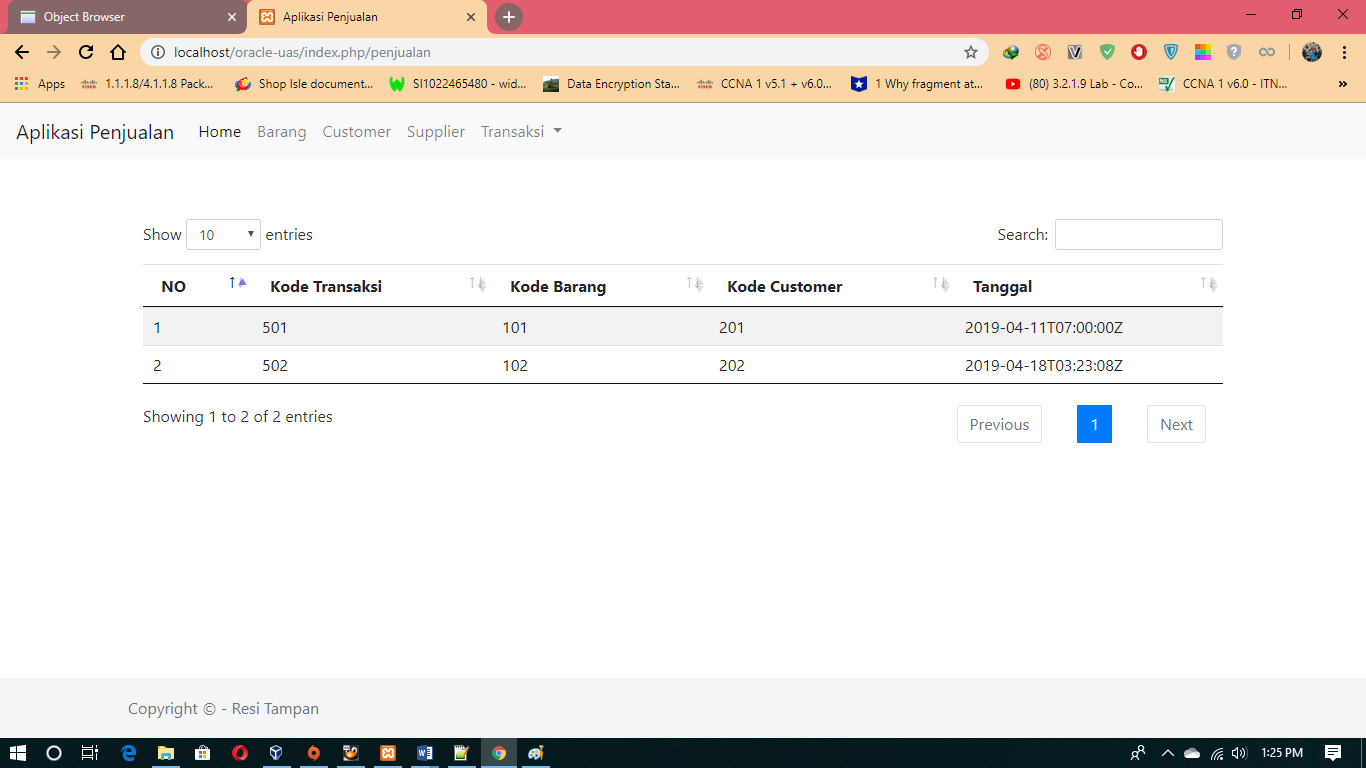 Object Browser
Aplikasi Penjualan
localhost/oracle-uas/index.php/penjualan
Apps 1.1.1.8/4.1.1.8 Pack... Shop Isle document... SI1022465480 - wid... Data Encryption Sta... CCNA 1 v5.1 + v6.0... 1 Why fragment at... (80) 3.2.1.9 Lab - Co... CCNA 1 v6.0 - ITN... »
Aplikasi Penjualan Home Barang Customer Supplier Transaksi
Show 10 entries Search:
NO Kode Transaksi Kode Barang Kode Customer Tanggal
1 501 101 201 2019-04-11T07:00:00Z
2 502 102 202 2019-04-18T03:23:08Z
Showing 1 to 2 of 2 entries Previous 1 Next
Copyright © - Resi Tampan
1:25 PM